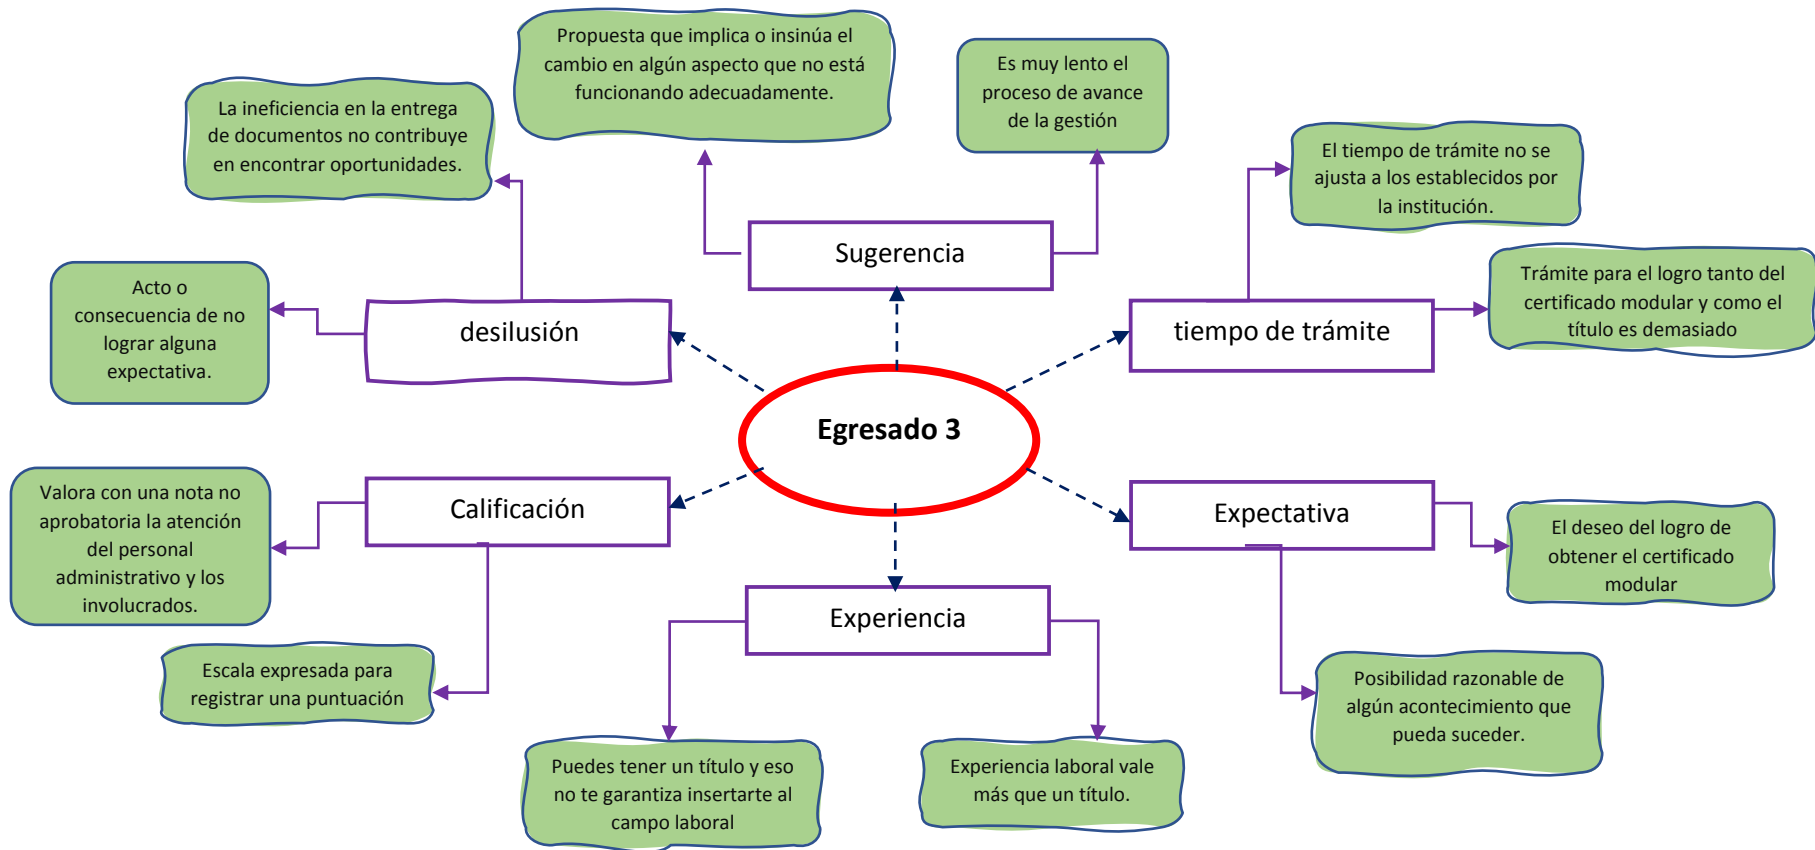 Propuesta que implica o insinúa el
cambio en algún aspecto que no está
funcionando adecuadamente.
Es muy lento el
proceso de avance
de la gestión
La ineficiencia en la entrega
de documentos no contribuye
en encontrar oportunidades.
El tiempo de trámite no se
ajusta a los establecidos por
la institución.
Sugerencia
Acto o
consecuencia de no
lograr alguna
expectativa.
desilusión
tiempo de trámite
Trámite para el logro tanto del
certificado modular y como el
título es demasiado
Egresado 3
Valora con una nota no
aprobatoria la atención
del personal
administrativo y los
involucrados.
Calificación
Expectativa
El deseo del logro de
obtener el certificado
modular
Experiencia
Escala expresada para
registrar una puntuación
Posibilidad razonable de
algún acontecimiento que
pueda suceder.
Puedes tener un título y eso
no te garantiza insertarte al
campo laboral
Experiencia laboral vale
más que un título.